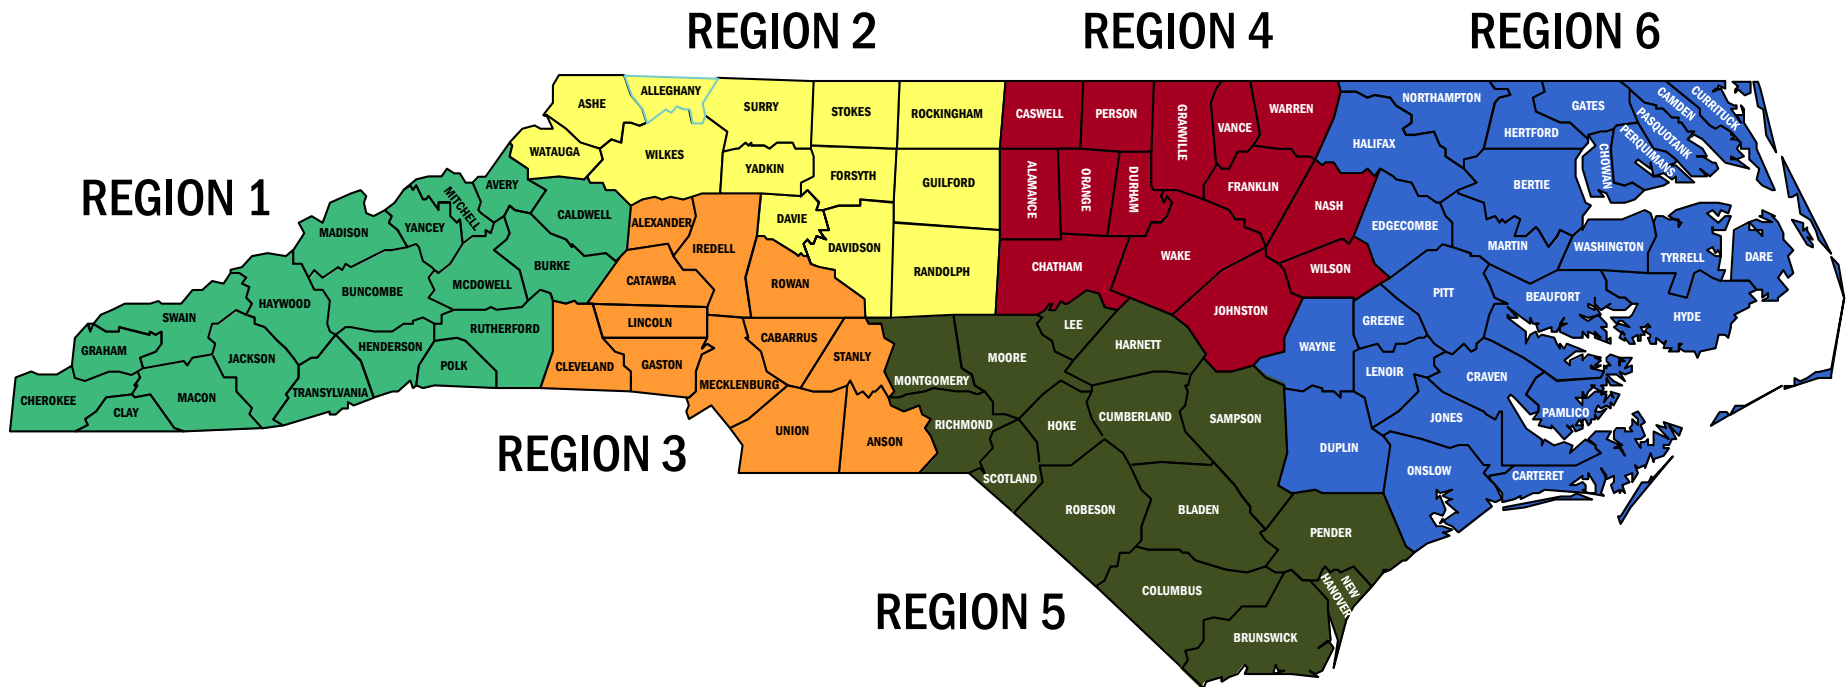 REGION 2
REGION 4
REGION 6
REGION 1
REGION 3
REGION 5
ASHE
ALLEGHANY
SURRY
STOKES
ROCKINGHAM
WATAUGA
WILKES
YADKIN
FORSYTH
GUILFORD
DAVIE
DAVIDSON
RANDOLPH
CASWELL
PERSON
GRANVILLE
VANCE
WARREN
ALAMANCE
ORANGE
DURHAM
FRANKLIN
NASH
CHATHAM
WAKE
WILSON
JOHNSTON
NORTHAMPTON
GATES
CAMDEN
CURRITUCK
HERTFORD
PASQUOTANK
PERQUIMANS
CHOWAN
HALIFAX
BERTIE
EDGECOMBE
MARTIN
WASHINGTON
TYRRELL
DARE
PITT
BEAUFORT
HYDE
GREENE
WAYNE
LENOIR
CRAVEN
PAMLICO
JONES
DUPLIN
ONSLOW
CARTERET
AVERY
MITCHELL
CALDWELL
YANCEY
MADISON
BURKE
MCDOWELL
BUNCOMBE
HAYWOOD
SWAIN
RUTHERFORD
HENDERSON
GRAHAM
JACKSON
POLK
TRANSYLVANIA
MACON
CHEROKEE
CLAY
ALEXANDER
IREDELL
CATAWBA
ROWAN
LINCOLN
CABARRUS
STANLY
CLEVELAND
GASTON
MECKLENBURG
UNION
ANSON
LEE
MOORE
HARNETT
MONTGOMERY
RICHMOND
HOKE
CUMBERLAND
SAMPSON
SCOTLAND
ROBESON
BLADEN
PENDER
COLUMBUS
NEW
HANOVER
BRUNSWICK